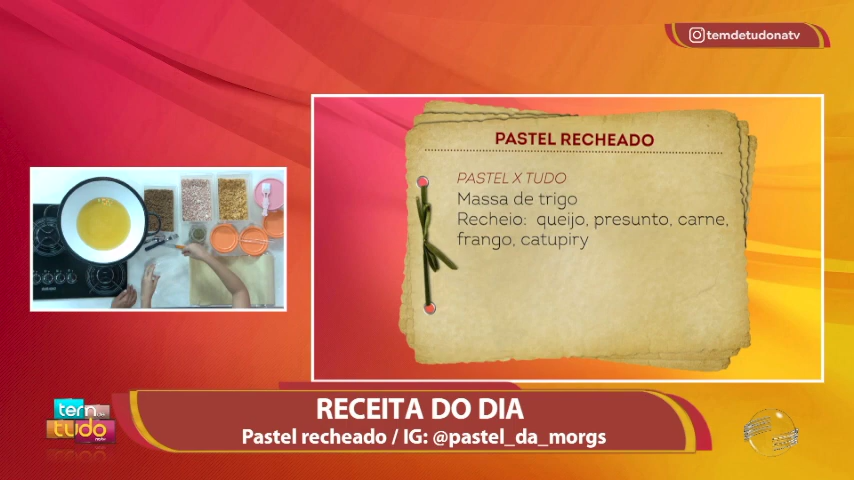 temdetudonatv
PASTEL RECHEADO
PASTEL X TUDO
Massa de trigo
Recheio: queijo, presunto, carne,
frango, catupiry
tem
tudo
RECEITA DO DIA
Pastel recheado / IG: @pastel_da_morgs